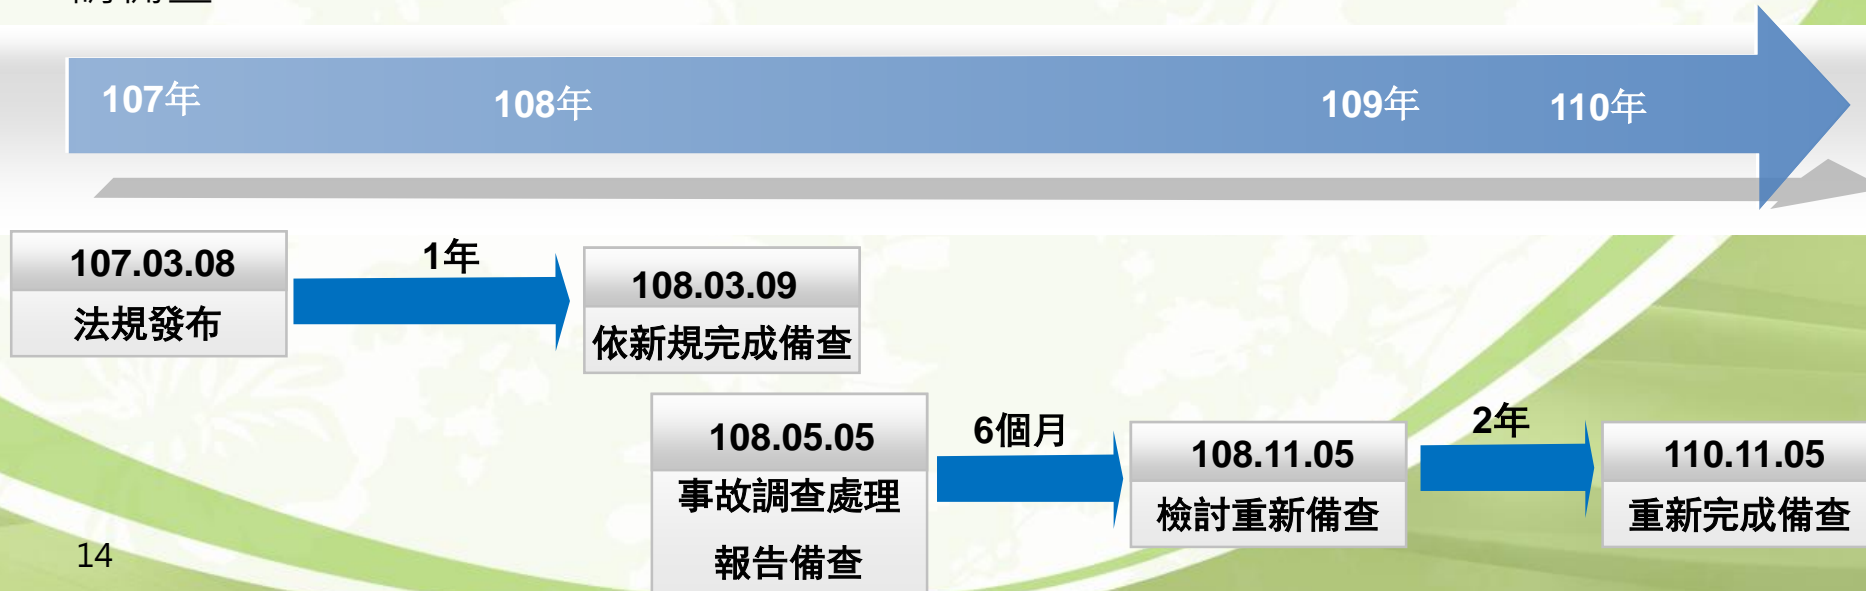 107年
108年
109年
110年
107.03.08
法規發布
1年
108.03.09
依新規完成備查
108.05.05
事故調查處理
報告備查
6個月
108.11.05
檢討重新備查
2年
110.11.05
重新完成備查
14